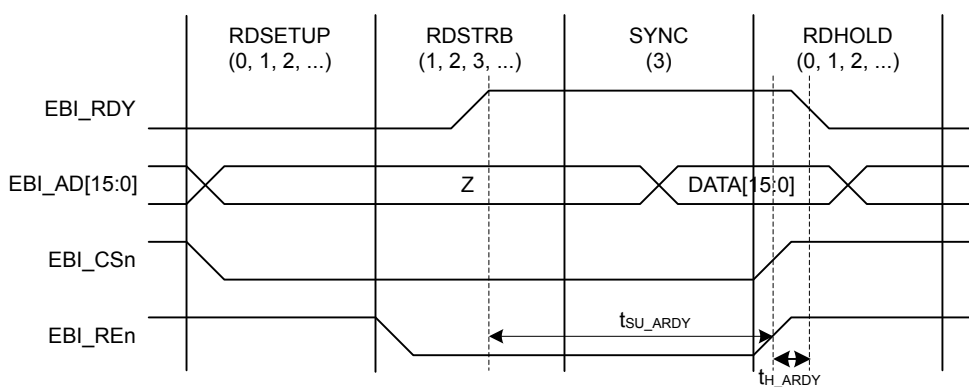 RDSETUP RDSTRB SYNC RDHOLD
(0, 1, 2, ...) (1, 2, 3, ...) (3) (0, 1, 2, ...)
EBI_RDY
EBI_AD[15:0] Z DATA[15:0]
EBI_CSn
EBI_REn tSU_ARDY
tH_ARDY